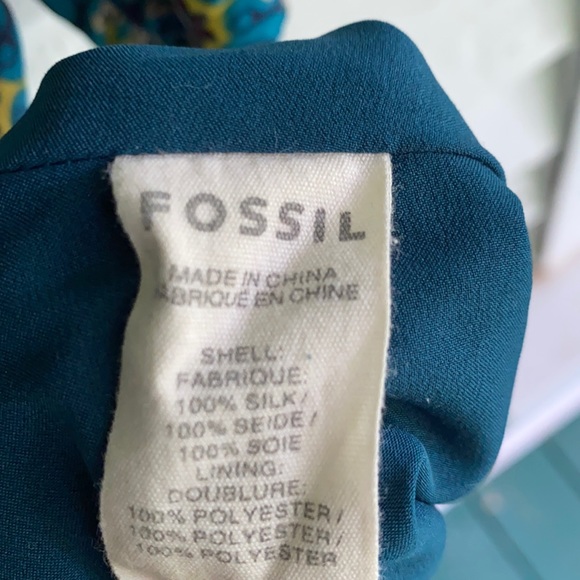 FOSSIL
MADE IN CHINA
FABRIQUÉ EN CHINE
SHELL:
FABRIQUE:
100% SILK/
100% SEIDE/
100% SOIE
LINING:
DOUBLURE:
100% POLYESTER/
100% POLYESTER/
100% POLYESTER